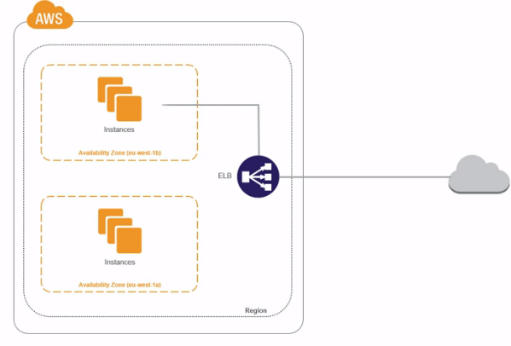 AWS
Instances
Availability Zone (eu-west-1b)
ELB
Instances
Availability Zone (eu-west-1a)
Region